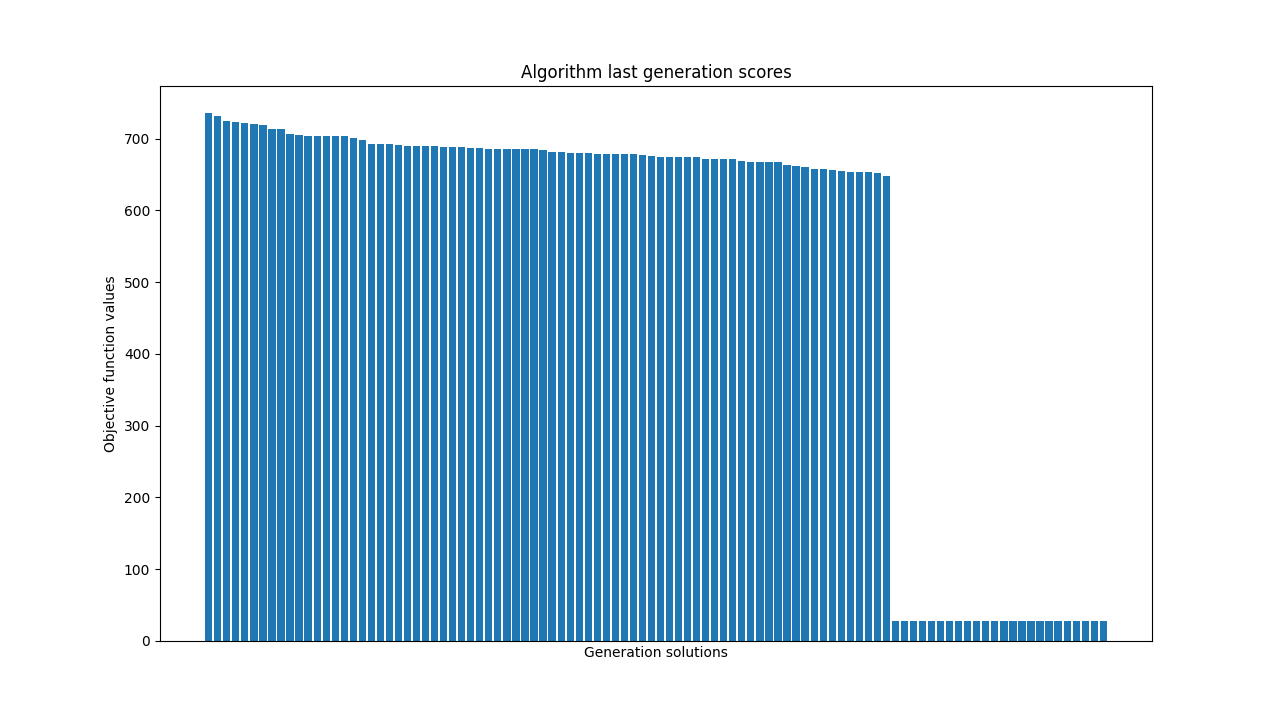 Algorithm last generation scores
Objective function values
700
600
500
400
300
200
100
0
Generation solutions